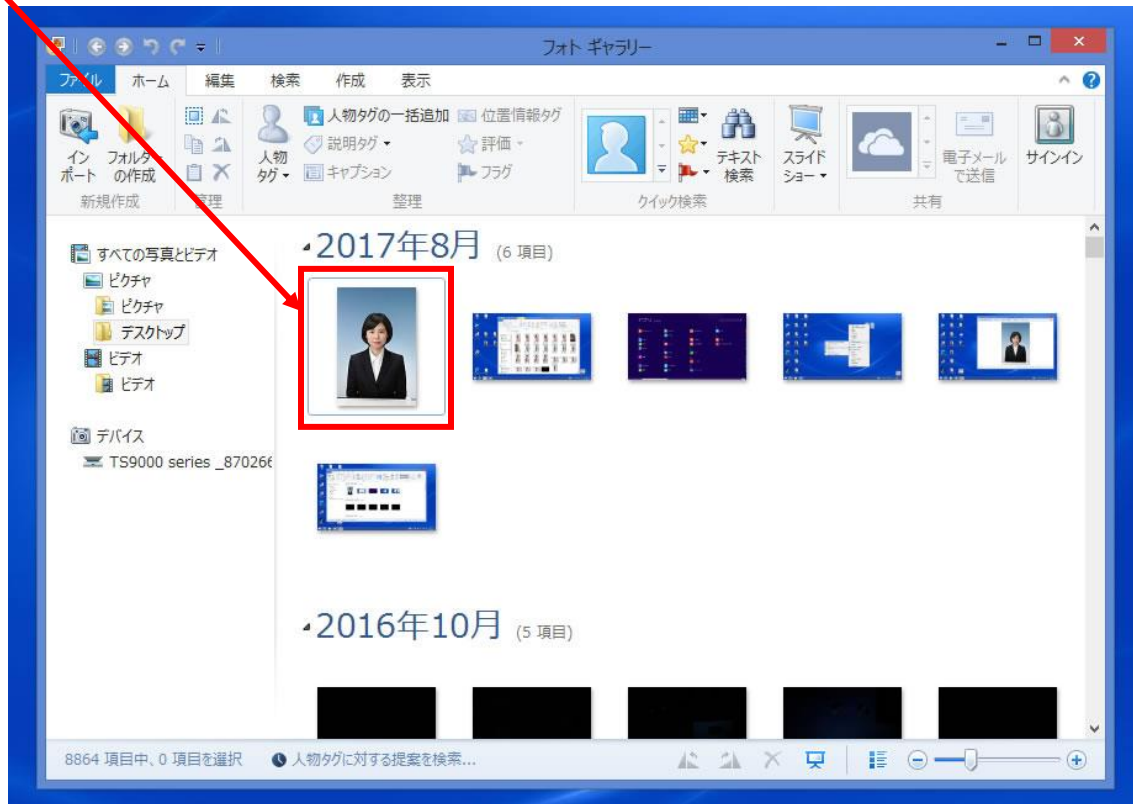 フォト ギャラリー
ファイル ホーム 編集 検索 作成 表示
イン
ポート
フォルダー
の作成
新規作成
管理
人物
タグ
人物タグの一括追加
説明タグ
キャプション
位置情報タグ
評価
フラグ
整理
テキスト
検索
クイック検索
スライド
ショー
電子メール
で送信
共有
サインイン
すべての写真とビデオ
ピクチャ
ピクチャ
デスクトップ
ビデオ
ビデオ
デバイス
TS9000 series _870266
2017年8月 (6 項目)
2016年10月 (5 項目)
8864 項目中、0 項目を選択 人物タグに対する提案を検索...